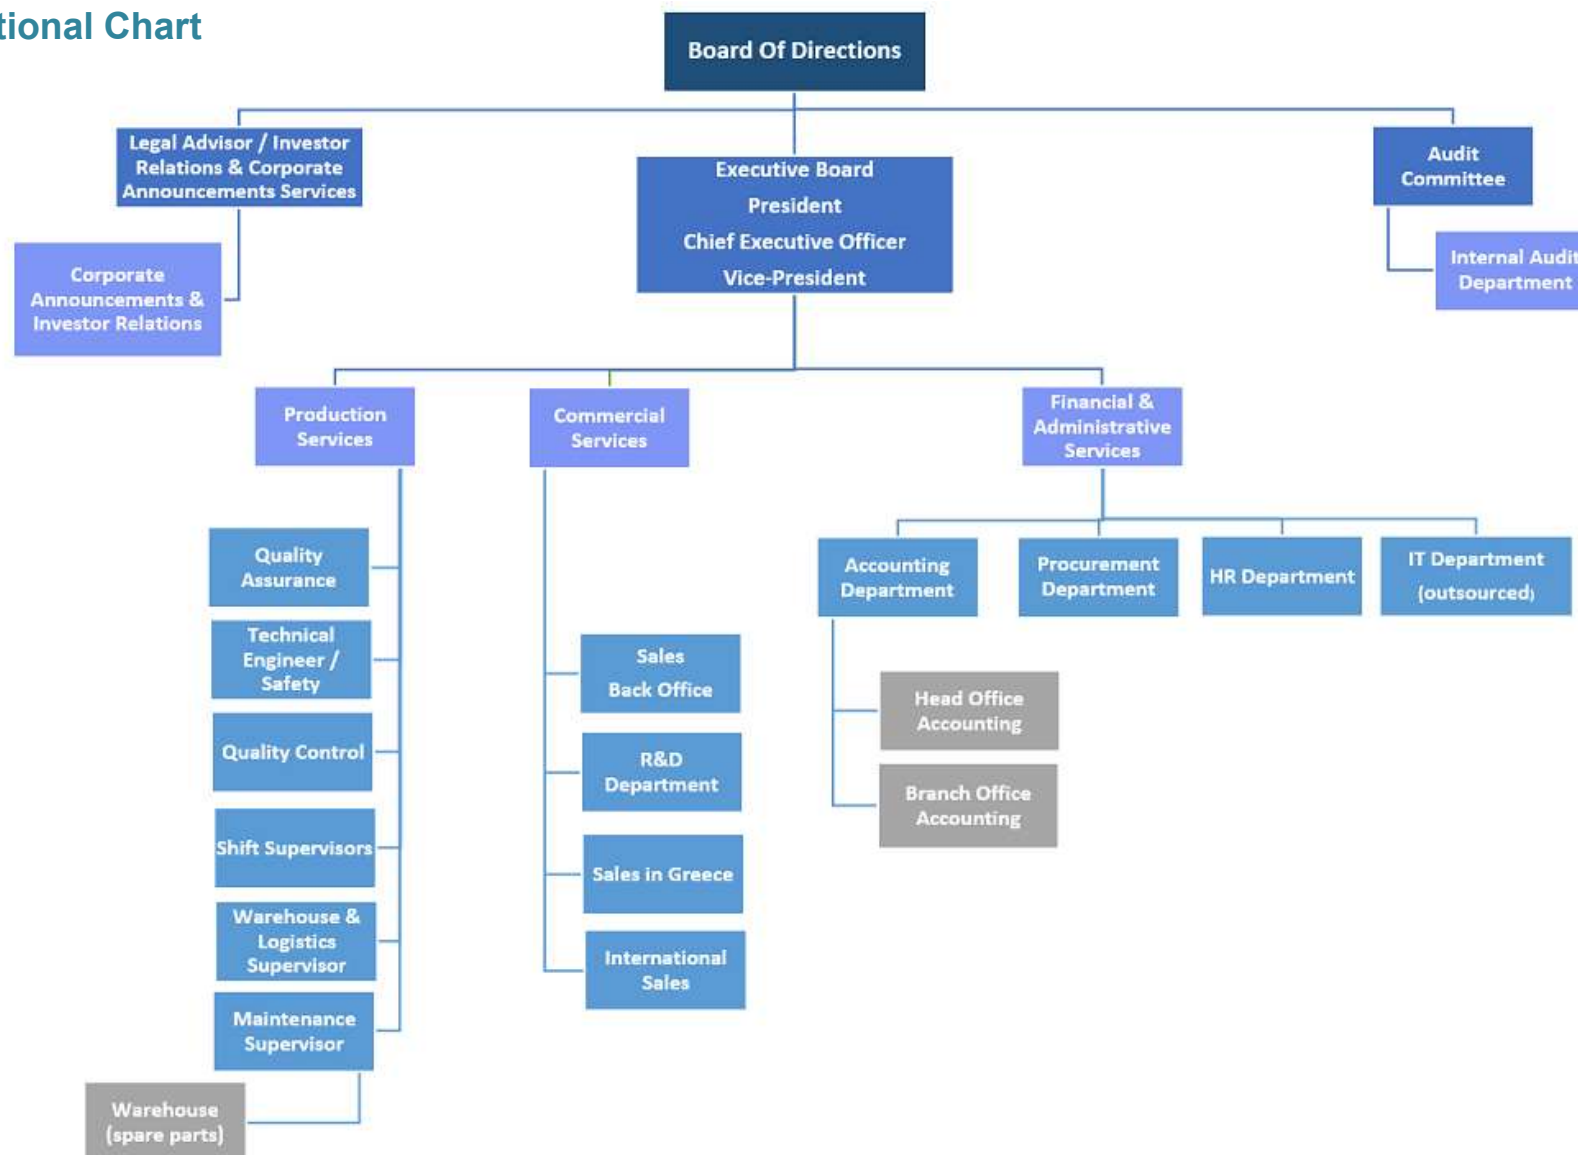 tional Chart
Board Of Directions
Legal Advisor / Investor
Relations & Corporate
Announcements Services
Executive Board
President
Chief Executive Officer
Vice-President
Audit
Committee
Corporate
Announcements &
Investor Relations
Internal Audit
Department
Production
Services
Commercial
Services
Financial &
Administrative
Services
Quality
Assurance
Technical
Engineer /
Safety
Quality Control
Shift Supervisors
Warehouse &
Logistics
Supervisor
Maintenance
Supervisor
Warehouse
(spare parts)
Sales
Back Office
R&D
Department
Sales in Greece
International
Sales
Accounting
Department
Procurement
Department
HR Department
IT Department
(outsourced)
Head Office
Accounting
Branch Office
Accounting